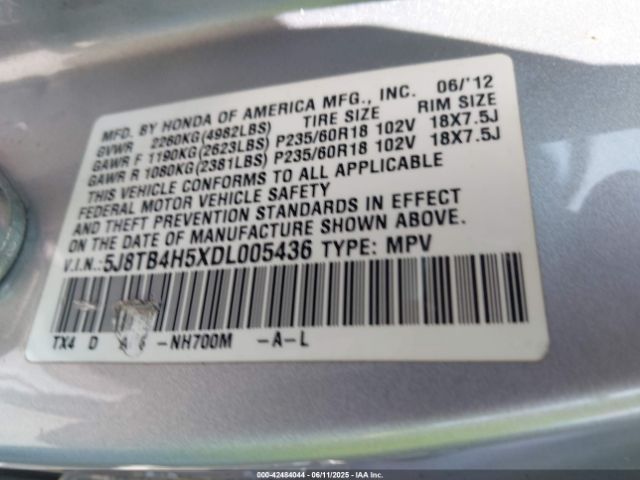 MFD. BY HONDA OF AMERICA MFG., INC. 06/'12
GVWR 2260KG(4982LBS) TIRE SIZE RIM SIZE
GAWR F 1190KG(2623LBS) P235/60R18 102V 18X7.5J
GAWR R 1080KG(2381LBS) P235/60R18 102V 18X7.5J
THIS VEHICLE CONFORMS TO ALL APPLICABLE
FEDERAL MOTOR VEHICLE SAFETY
AND THEFT PREVENTION STANDARDS IN EFFECT
ON THE DATE OF MANUFACTURE SHOWN ABOVE.
V.I.N.:5J8TB4H5XDL005436 TYPE: MPV
TX4 D A 6 -NH700M -A-L
000-42484044 - 06/11/2025 - IAAI.com